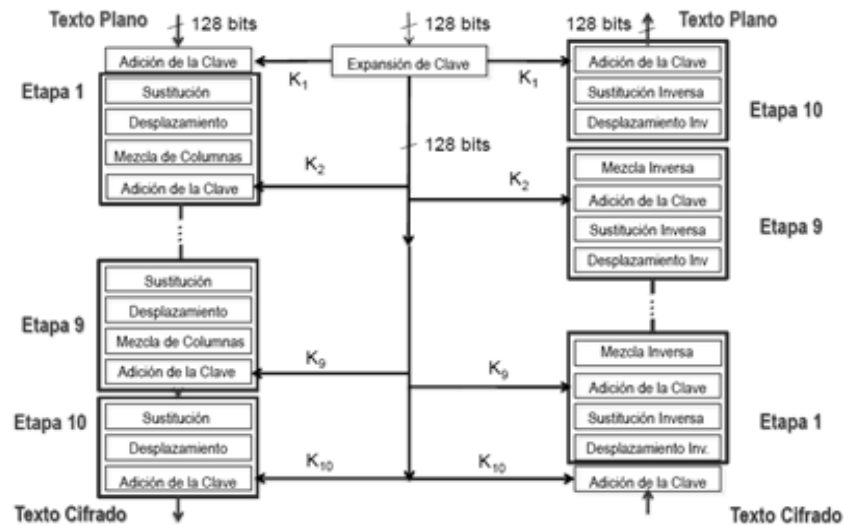 Texto Plano
128 bits
128 bits
128 bits
Texto Plano
Adición de la Clave
K1
Expansión de Clave
K1
Adición de la Clave
Etapa 1
Sustitución
Desplazamiento
Mezcla de Columnas
Adición de la Clave
K2
128 bits
K2
Sustitución Inversa
Desplazamiento Inv
Etapa 10
Mezcla Inversa
Adición de la Clave
Sustitución Inversa
Desplazamiento Inv
Etapa 9
Etapa 9
Sustitución
Desplazamiento
Mezcla de Columnas
Adición de la Clave
K9
K9
Mezcla Inversa
Adición de la Clave
Sustitución Inversa
Desplazamiento Inv.
Etapa 1
Etapa 10
Sustitución
Desplazamiento
Adición de la Clave
K10
K10
Adición de la Clave
Texto Cifrado
Texto Cifrado